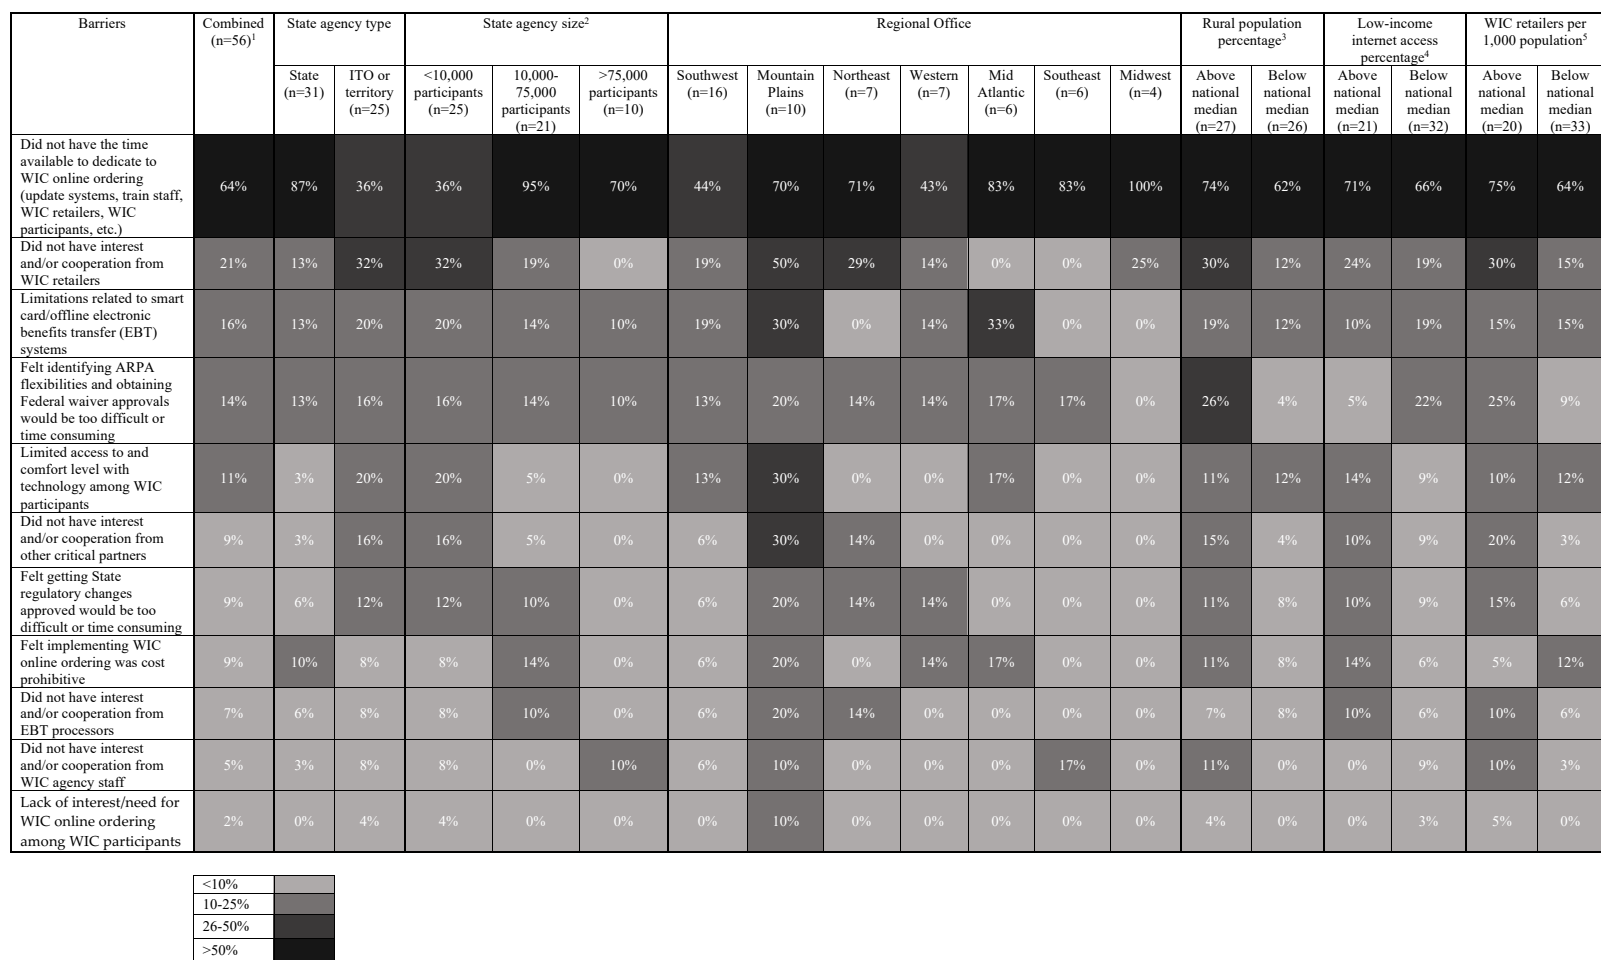 Barriers
Combined
(n=56)1
State agency type
State agency size2
Regional Office
Rural population
percentage3
Low-income
internet access
percentage4
WIC retailers per
1,000 population5
State
(n=31)
ITO or
territory
(n=25)
<10,000
participants
(n=25)
10,000-
75,000
participants
(n=21)
>75,000
participants
(n=10)
Southwest
(n=16)
Mountain
Plains
(n=10)
Northeast
(n=7)
Western
(n=7)
Mid
Atlantic
(n=6)
Southeast
(n=6)
Midwest
(n=4)
Above
national
median
(n=27)
Below
national
median
(n=26)
Above
national
median
(n=21)
Below
national
median
(n=32)
Above
national
median
(n=20)
Below
national
median
(n=33)
Did not have the time
available to dedicate to
WIC online ordering
(update systems, train staff,
WIC retailers, WIC
participants, etc.)
64% 87% 36% 36% 95% 70% 44% 70% 71% 43% 83% 83% 100% 74% 62% 71% 66% 75% 64%
Did not have interest
and/or cooperation from
WIC retailers
21% 13% 32% 32% 19% 0% 19% 50% 29% 14% 0% 0% 25% 30% 12% 24% 19% 30% 15%
Limitations related to smart
card/offline electronic
benefits transfer (EBT)
systems
16% 13% 20% 20% 14% 10% 19% 30% 0% 14% 33% 0% 0% 19% 12% 10% 19% 15% 15%
Felt identifying ARPA
flexibilities and obtaining
Federal waiver approvals
would be too difficult or
time consuming
14% 13% 16% 16% 14% 10% 13% 20% 14% 14% 17% 17% 0% 26% 4% 5% 22% 25% 9%
Limited access to and
comfort level with
technology among WIC
participants
11% 3% 20% 20% 5% 0% 13% 30% 0% 0% 17% 0% 0% 11% 12% 14% 9% 10% 12%
Did not have interest
and/or cooperation from
other critical partners
9% 3% 16% 16% 5% 0% 6% 30% 14% 0% 0% 0% 0% 15% 4% 10% 9% 20% 3%
Felt getting State
regulatory changes
approved would be too
difficult or time consuming
9% 6% 12% 12% 10% 0% 6% 20% 14% 14% 0% 0% 0% 11% 8% 10% 9% 15% 6%
Felt implementing WIC
online ordering was cost
prohibitive
9% 10% 8% 8% 14% 0% 6% 20% 0% 14% 17% 0% 0% 11% 8% 14% 6% 5% 12%
Did not have interest
and/or cooperation from
EBT processors
7% 6% 8% 8% 10% 0% 6% 20% 14% 0% 0% 0% 0% 7% 8% 10% 6% 10% 6%
Did not have interest
and/or cooperation from
WIC agency staff
5% 3% 8% 8% 0% 10% 6% 10% 0% 0% 0% 17% 0% 11% 0% 0% 9% 10% 3%
Lack of interest/need for
WIC online ordering
among WIC participants
2% 0% 4% 4% 0% 0% 0% 10% 0% 0% 0% 0% 0% 4% 0% 0% 3% 5% 0%
<10%
10-25%
26-50%
>50%